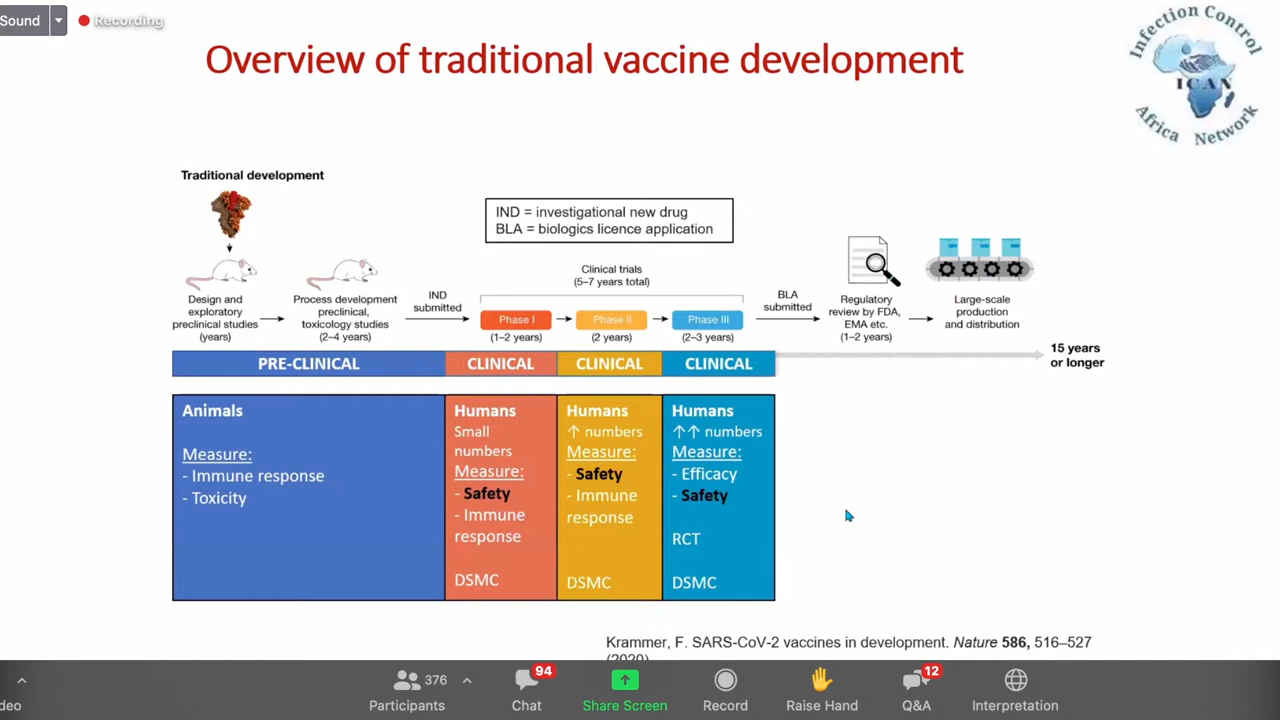 Sound
Recording
Overview of traditional vaccine development
Infection Control
ICAN
Africa Network
Traditional development
IND = investigational new drug
BLA = biologics licence application
Clinical trials
(5–7 years total)
Design and
exploratory
preclinical studies
(years)
Process development
preclinical,
toxicology studies
(2–4 years)
IND
submitted
Phase I
(1–2 years)
Phase II
(2 years)
Phase III
(2–3 years)
BLA
submitted
Regulatory
review by FDA,
EMA etc.
(1–2 years)
Large-scale
production
and distribution
15 years
or longer
PRE-CLINICAL
CLINICAL
CLINICAL
CLINICAL
Animals
Measure:
- Immune response
- Toxicity
Humans
Small
numbers
Measure:
- Safety
- Immune
response
DSMC
Humans
↑ numbers
Measure:
- Safety
- Immune
response
DSMC
Humans
↑↑ numbers
Measure:
- Efficacy
- Safety
RCT
DSMC
Krammer, F. SARS-CoV-2 vaccines in development. Nature 586, 516–527
(2020)
deo
376
Participants
94
Chat
Share Screen
Record
Raise Hand
12
Q&A
Interpretation